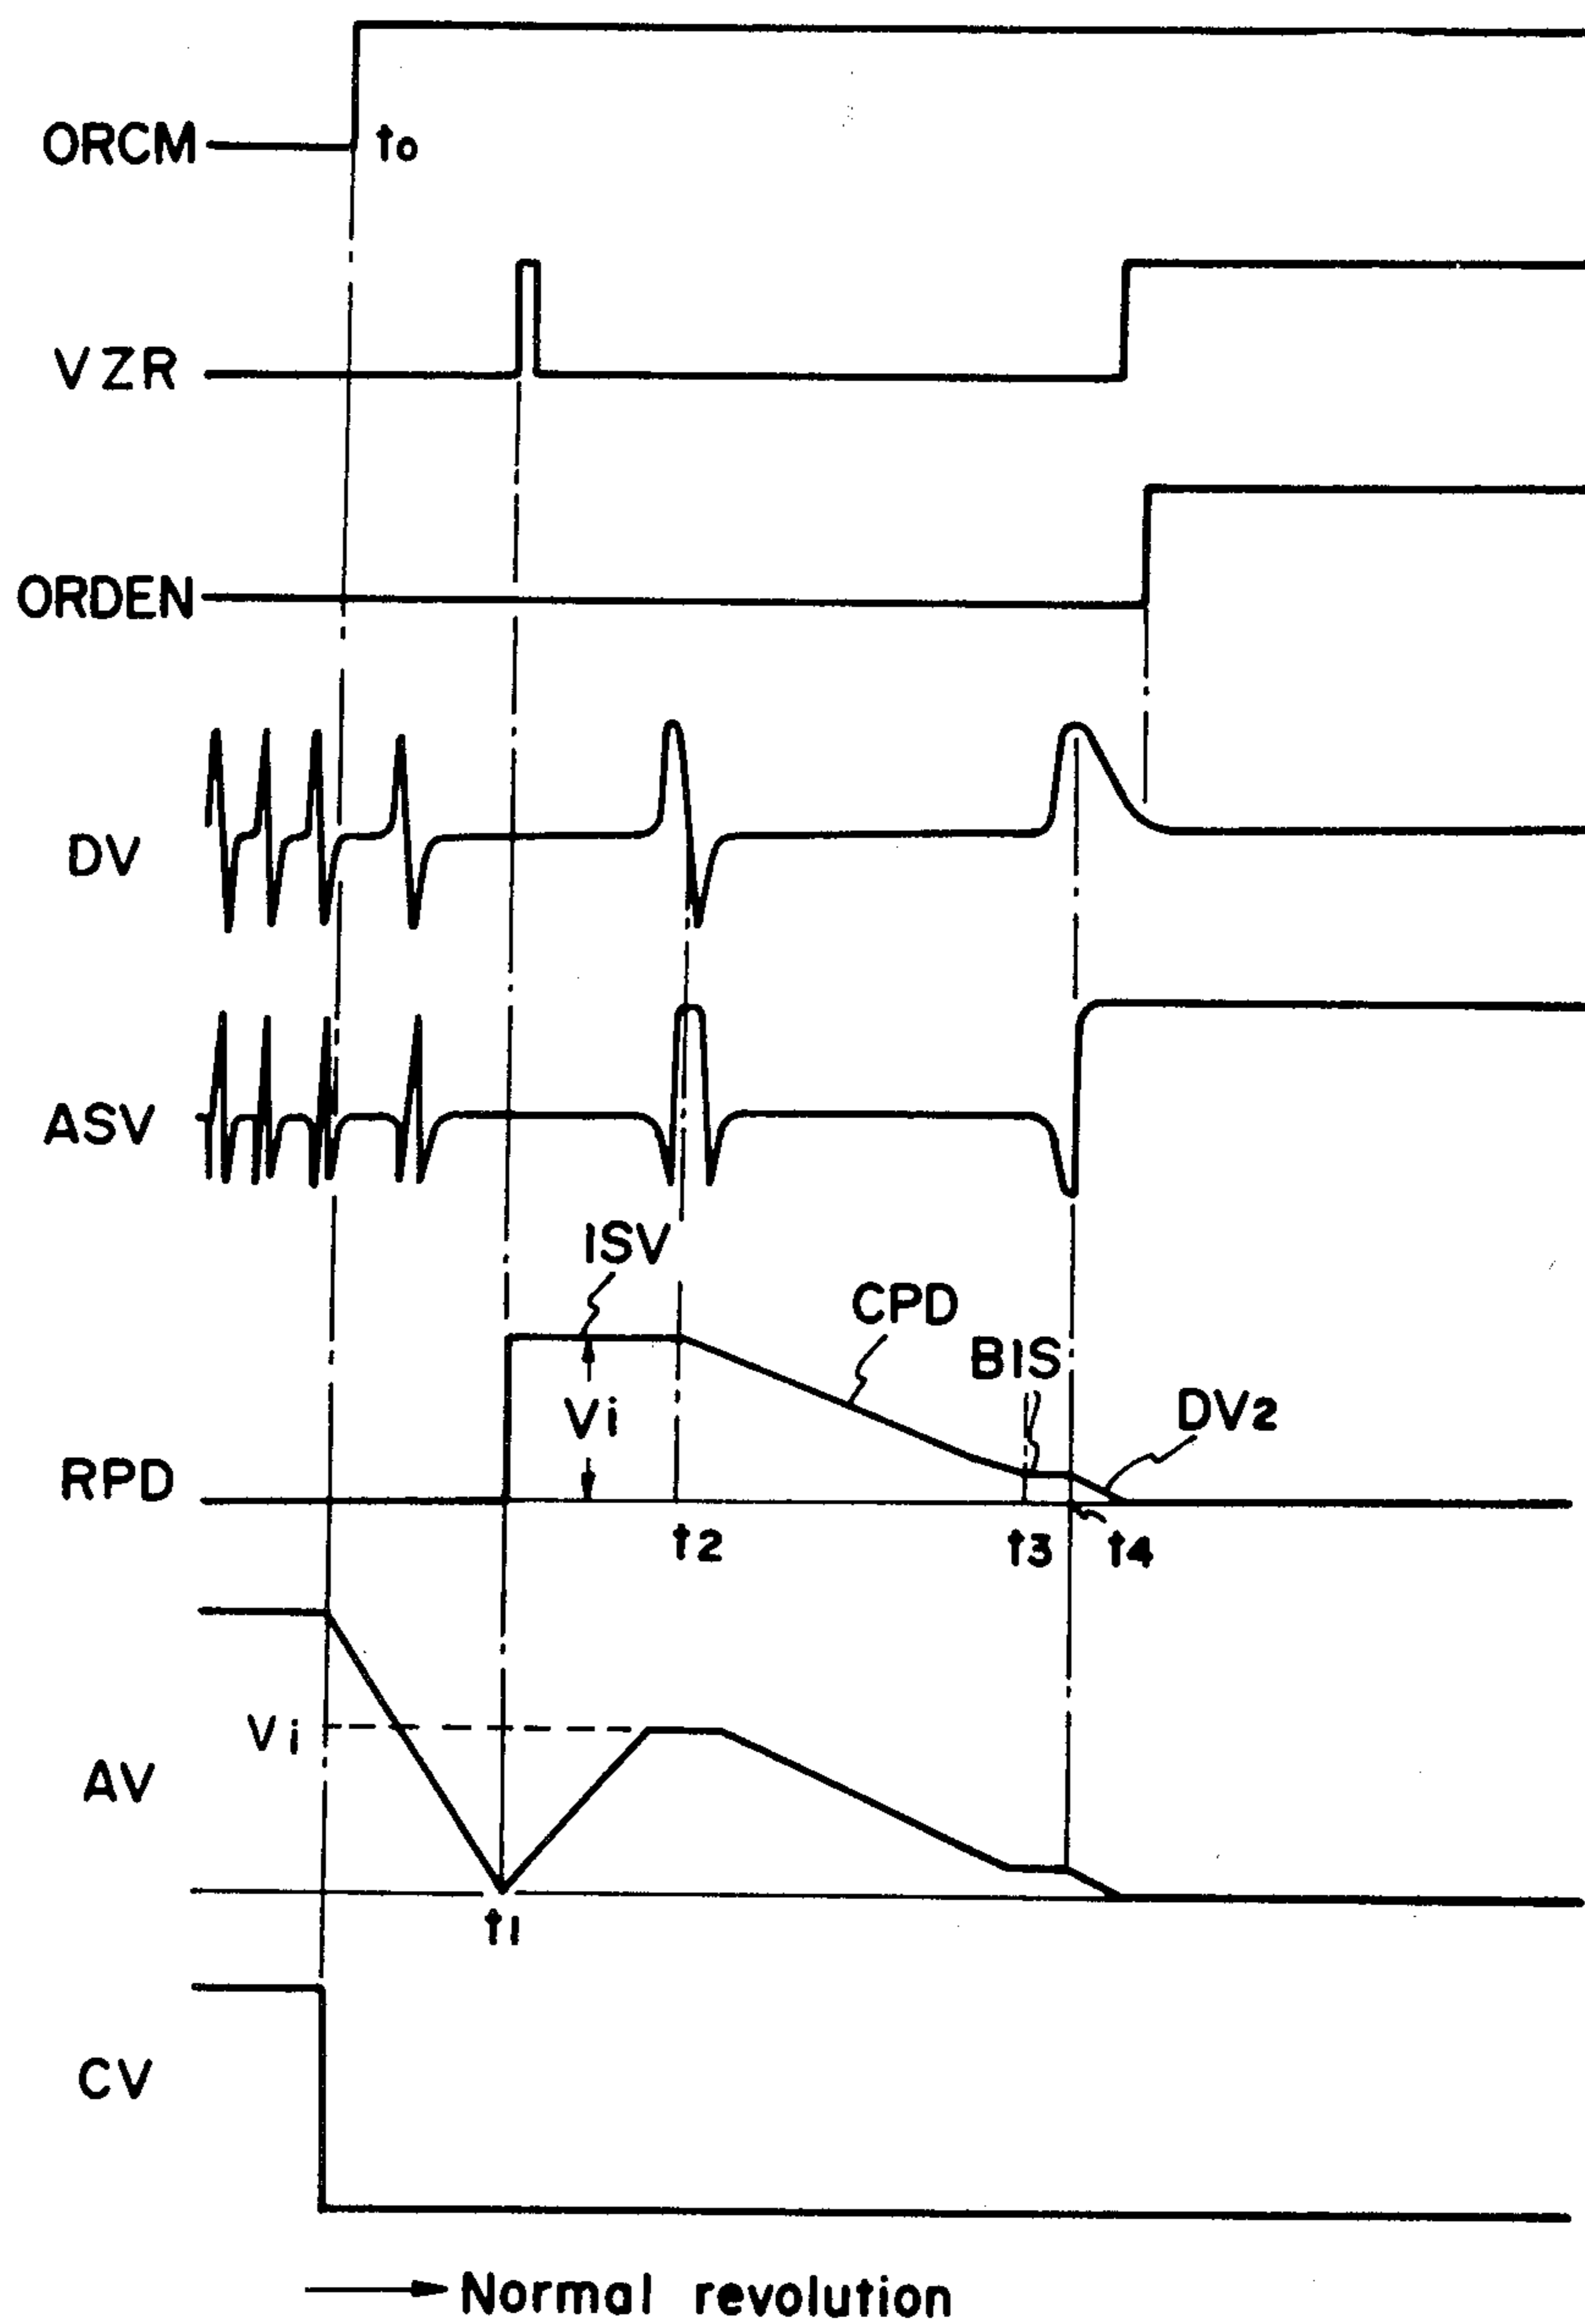 ORCM
to
VZR
ORDEN
DV
ASV
ISV
CPD
BIS
Vi
DV2
RPD
t2
t3
t4
Vi
AV
t1
CV
Normal revolution